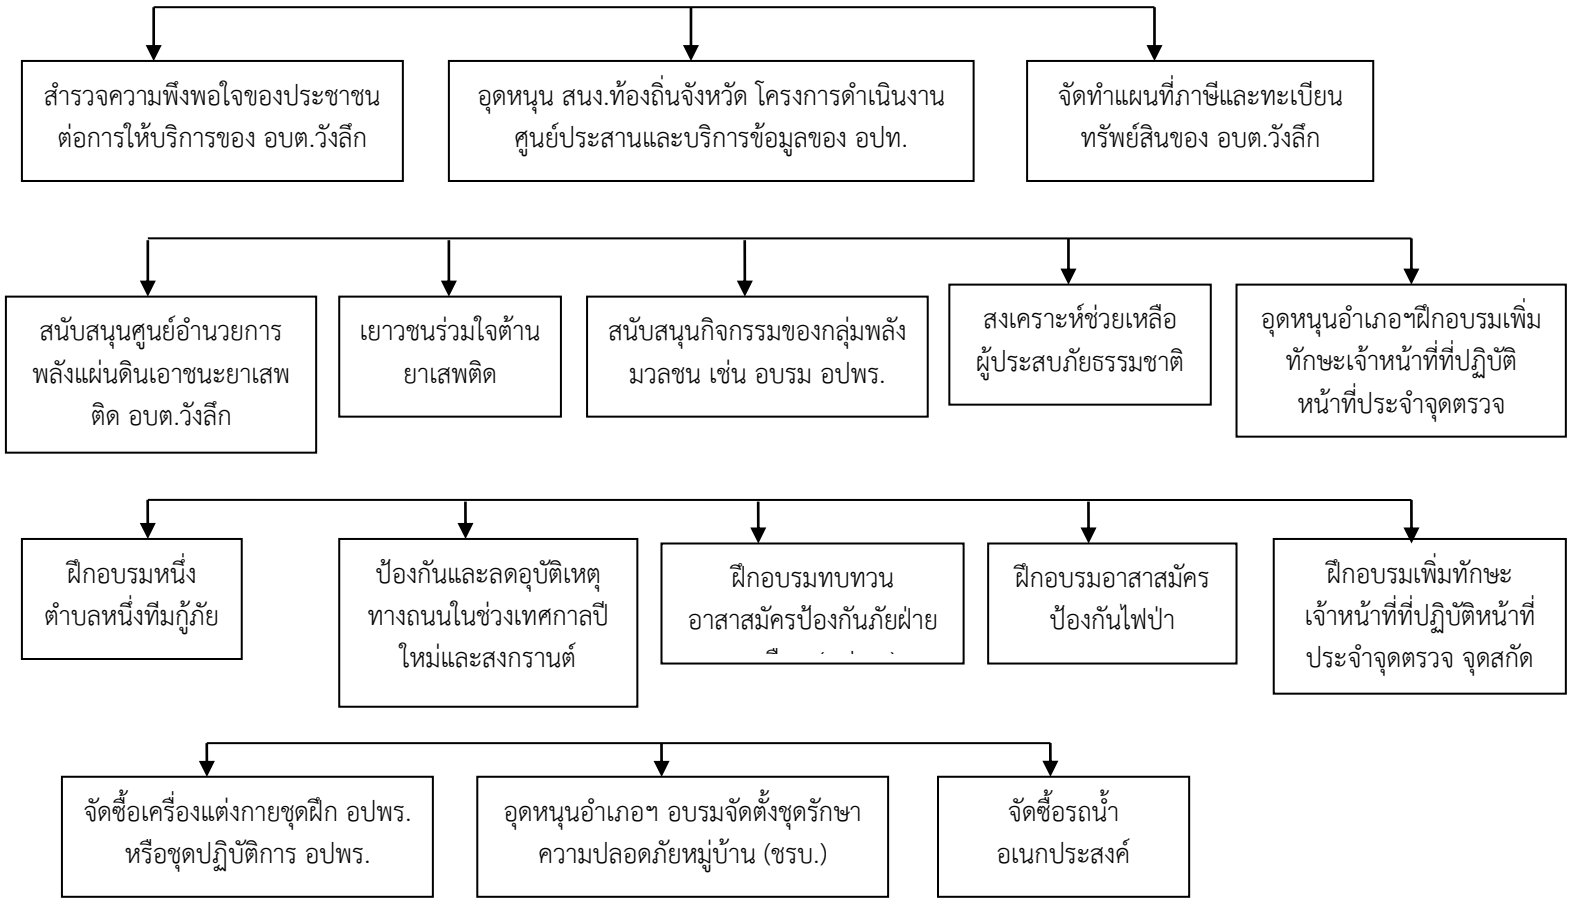 สำรวจความพึงพอใจของประชาชน
ต่อการให้บริการของ อบต.วังลึก
อุดหนุน สนง.ท้องถิ่นจังหวัด โครงการดำเนินงาน
ศูนย์ประสานและบริการข้อมูลของ อปท.
จัดทำแผนที่ภาษีและทะเบียน
ทรัพย์สินของ อบต.วังลึก
สนับสนุนศูนย์อำนวยการ
พลังแผ่นดินเอาชนะยาเสพ
ติด อบต.วังลึก
เยาวชนร่วมใจต้าน
ยาเสพติด
สนับสนุนกิจกรรมของกลุ่มพลัง
มวลชน เช่น อบรม อปพร.
สงเคราะห์ช่วยเหลือ
ผู้ประสบภัยธรรมชาติ
อุดหนุนอำเภอฯฝึกอบรมเพิ่ม
ทักษะเจ้าหน้าที่ที่ปฏิบัติ
หน้าที่ประจำจุดตรวจ
ฝึกอบรมหนึ่ง
ตำบลหนึ่งทีมกู้ภัย
ป้องกันและลดอุบัติเหตุ
ทางถนนในช่วงเทศกาลปี
ใหม่และสงกรานต์
ฝึกอบรมทบทวน
อาสาสมัครป้องกันภัยฝ่าย
ฝึกอบรมอาสาสมัคร
ป้องกันไฟป่า
ฝึกอบรมเพิ่มทักษะ
เจ้าหน้าที่ที่ปฏิบัติหน้าที่
ประจำจุดตรวจ จุดสกัด
จัดซื้อเครื่องแต่งกายชุดฝึก อปพร.
หรือชุดปฏิบัติการ อปพร.
อุดหนุนอำเภอฯ อบรมจัดตั้งชุดรักษา
ความปลอดภัยหมู่บ้าน (ชรบ.)
จัดซื้อรถน้ำ
อเนกประสงค์